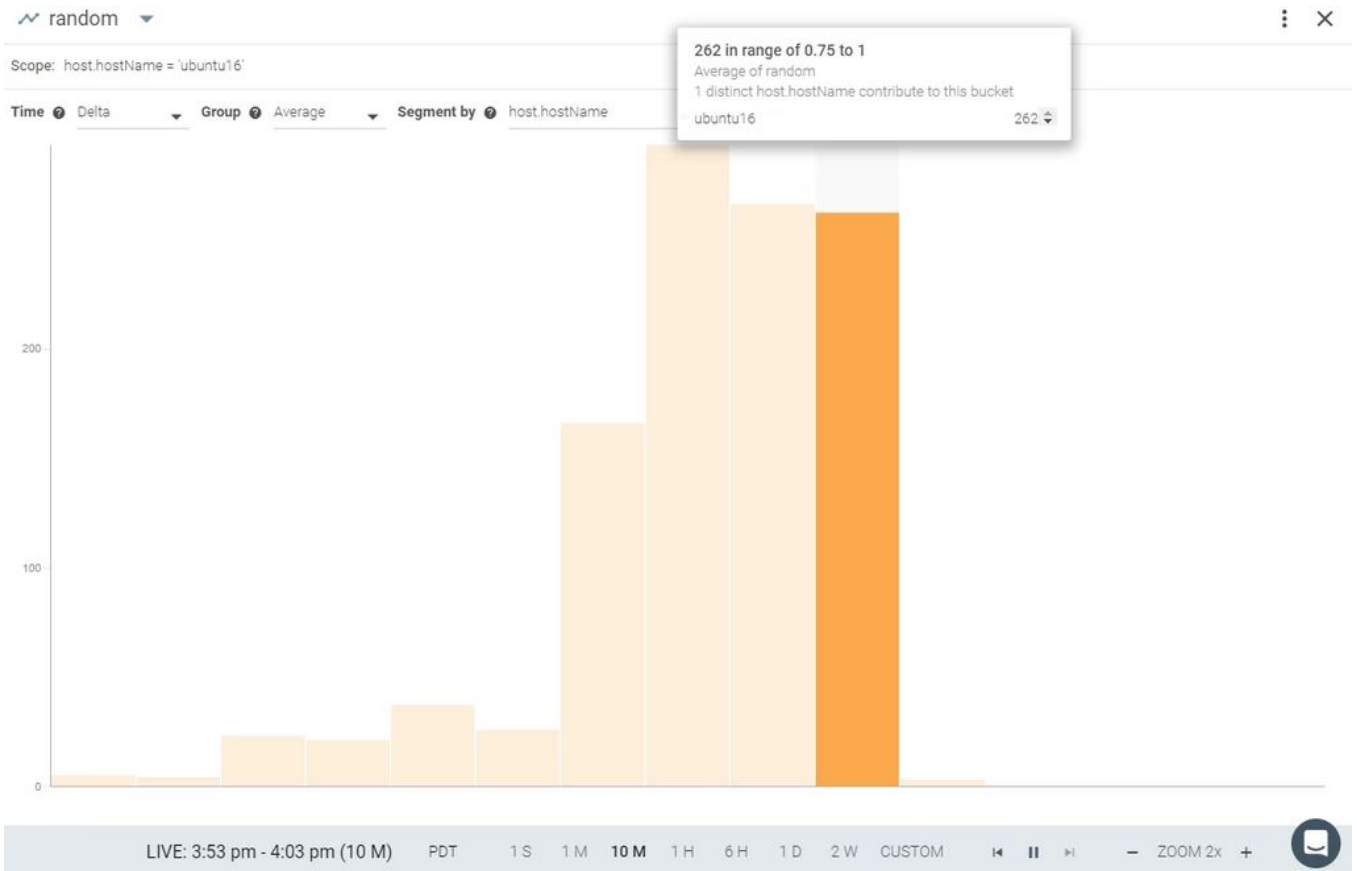 random
262 in range of 0.75 to 1
Average of random
1 distinct host.hostName contribute to this bucket
ubuntu16 262
Scope: host.hostName = 'ubuntu16'
Time Delta Group Average Segment by host.hostName
200
100
0
LIVE: 3:53 pm - 4:03 pm (10 M) PDT 1 S 1 M 10 M 1 H 6 H 1 D 2 W CUSTOM - ZOOM 2x +